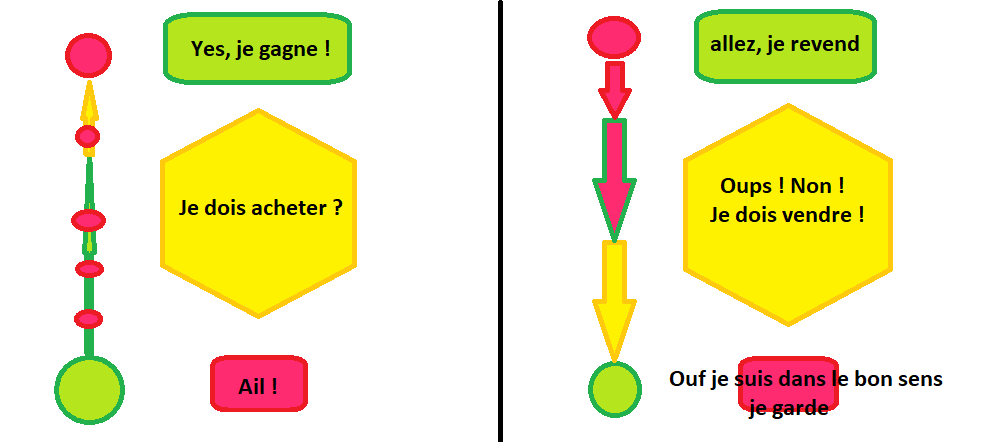 Yes, je gagne !
Je dois acheter ?
Ail !
allez, je revend
Oups ! Non !
Je dois vendre !
Ouf je suis dans le bon sens
je garde